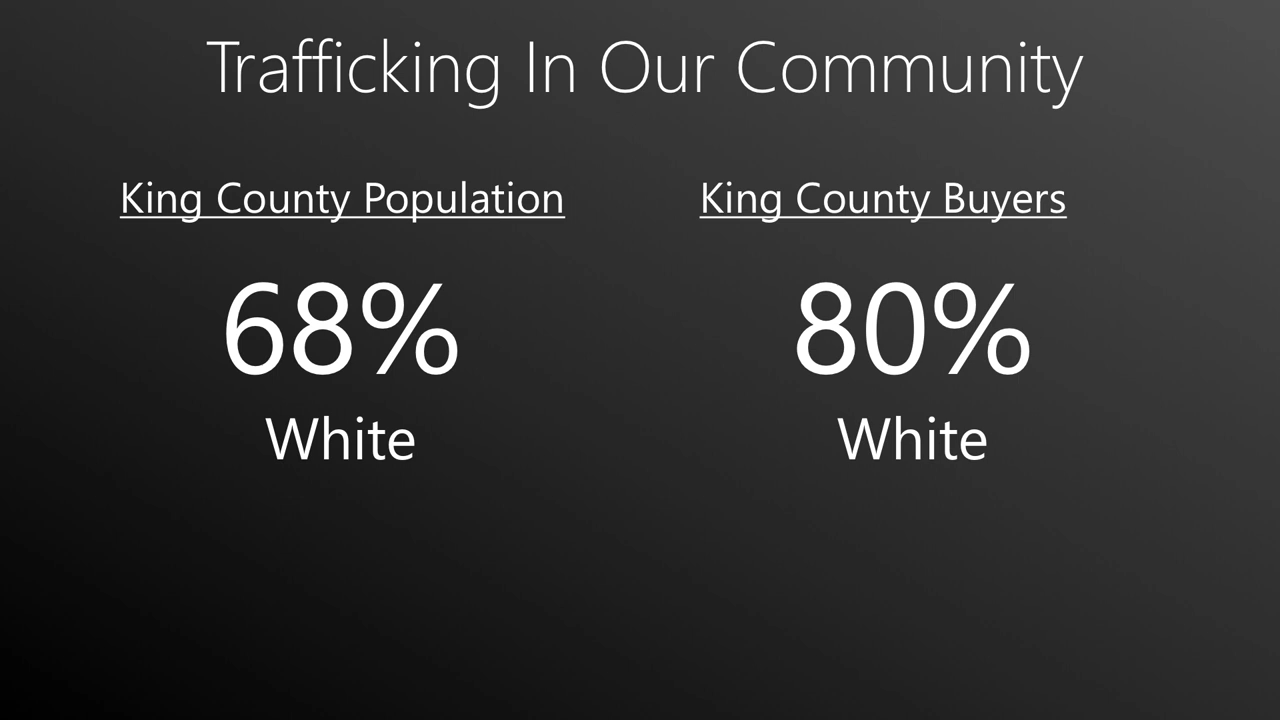 Trafficking In Our Community
King County Population
68%
White
King County Buyers
80%
White